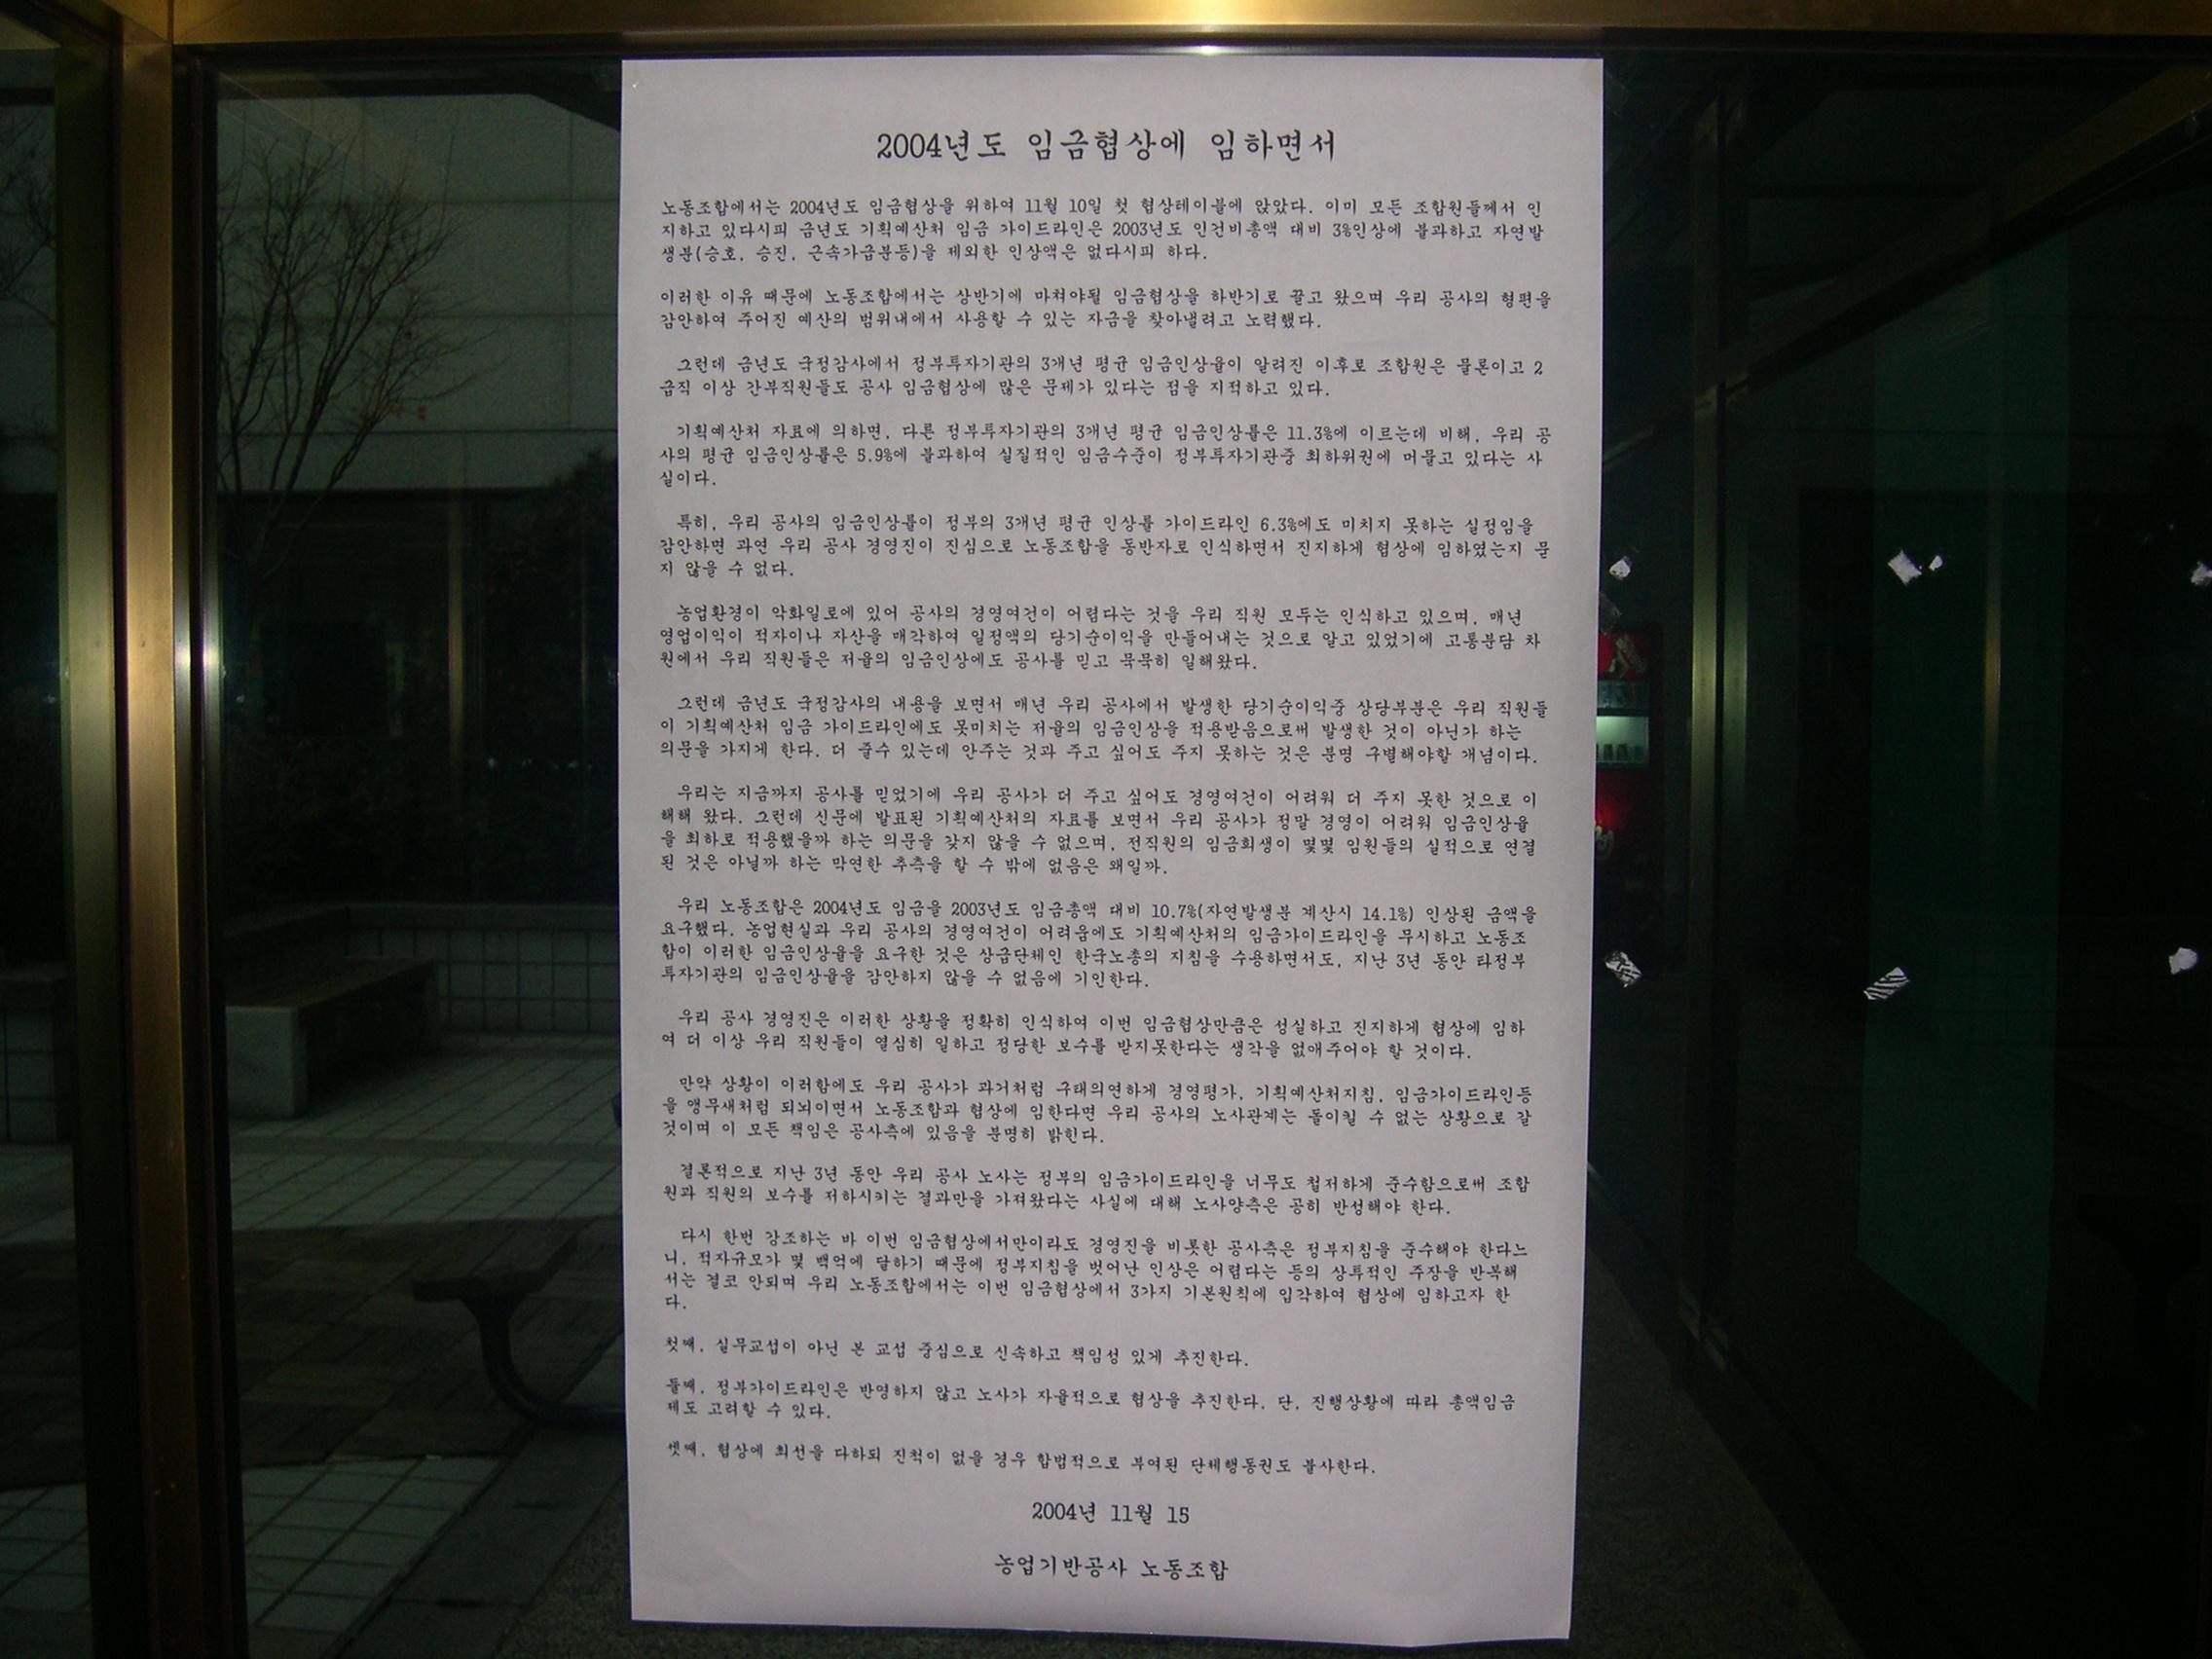 2004년도 임금협상에 임하면서
노동조합에서는 2004년도 임금협상을 위하여 11월 10일 첫 협상테이블에 앉았다. 이미 모든 조합원들께서 인
지하고 있다시피 금년도 기획예산처 임금 가이드라인은 2003년도 인건비총액 대비 3%인상에 불과하고 자연발
생분(승호, 승진, 근속가급분등)을 제외한 인상액은 없다시피 하다.
이러한 이유 때문에 노동조합에서는 상반기에 마쳐야될 임금협상을 하반기로 끌고 왔으며 우리 공사의 형편을
감안하여 주어진 예산의 범위내에서 사용할 수 있는 자금을 찾아낼려고 노력했다.
그런데 금년도 국정감사에서 정부투자기관의 3개년 평균 임금인상율이 알려진 이후로 조합원은 물론이고 2
급직 이상 간부직원들도 공사 임금협상에 많은 문제가 있다는 점을 지적하고 있다.
기획예산처 자료에 의하면, 다른 정부투자기관의 3개년 평균 임금인상률은 11.3%에 이르는데 비해, 우리 공
사의 평균 임금인상률은 5.9%에 불과하여 실질적인 임금수준이 정부투자기관중 최하위권에 머물고 있다는 사
실이다.
특히, 우리 공사의 임금인상률이 정부의 3개년 평균 인상률 가이드라인 6.3%에도 미치지 못하는 실정임을
감안하면 과연 우리 공사 경영진이 진심으로 노동조합을 동반자로 인식하면서 진지하게 협상에 임하였는지 묻
지 않을 수 없다.
농업환경이 악화일로에 있어 공사의 경영여건이 어렵다는 것을 우리 직원 모두는 인식하고 있으며, 매년
영업이익이 적자이나 자산을 매각하여 일정액의 당기순이익을 만들어내는 것으로 알고 있었기에 고통분담 차
원에서 우리 직원들은 저율의 임금인상에도 공사를 믿고 묵묵히 일해왔다.
그런데 금년도 국정감사의 내용을 보면서 매년 우리 공사에서 발생한 당기순이익중 상당부분은 우리 직원들
이 기획예산처 임금 가이드라인에도 못미치는 저율의 임금인상을 적용받음으로써 발생한 것이 아닌가 하는
의문을 가지게 한다. 더 줄수 있는데 안주는 것과 주고 싶어도 주지 못하는 것은 분명 구별해야할 개념이다.
우리는 지금까지 공사를 믿었기에 우리 공사가 더 주고 싶어도 경영여건이 어려워 더 주지 못한 것으로 이
해해 왔다. 그런데 신문에 발표된 기획예산처의 자료를 보면서 우리 공사가 정말 경영이 어려워 임금인상율
을 최하로 적용했을까 하는 의문을 갖지 않을 수 없으며, 전직원의 임금희생이 몇몇 임원들의 실적으로 연결
된 것은 아닐까 하는 막연한 추측을 할 수 밖에 없음은 왜일까.
우리 노동조합은 2004년도 임금을 2003년도 임금총액 대비 10.7%(자연발생분 계산시 14.1%) 인상된 금액을
요구했다. 농업현실과 우리 공사의 경영여건이 어려움에도 기획예산처의 임금가이드라인을 무시하고 노동조
합이 이러한 임금인상율을 요구한 것은 상급단체인 한국노총의 지침을 수용하면서도, 지난 3년 동안 타정부
투자기관의 임금인상율을 감안하지 않을 수 없음에 기인한다.
우리 공사 경영진은 이러한 상황을 정확히 인식하여 이번 임금협상만큼은 성실하고 진지하게 협상에 임하
여 더 이상 우리 직원들이 열심히 일하고 정당한 보수를 받지못한다는 생각을 없애주어야 할 것이다.
만약 상황이 이러함에도 우리 공사가 과거처럼 구태의연하게 경영평가, 기획예산처지침, 임금가이드라인등
을 앵무새처럼 되뇌이면서 노동조합과 협상에 임한다면 우리 공사의 노사관계는 돌이킬 수 없는 상황으로 갈
것이며 이 모든 책임은 공사측에 있음을 분명히 밝힌다.
결론적으로 지난 3년 동안 우리 공사 노사는 정부의 임금가이드라인을 너무도 철저하게 준수함으로써 조합
원과 직원의 보수를 저하시키는 결과만을 가져왔다는 사실에 대해 노사양측은 공히 반성해야 한다.
다시 한번 강조하는 바 이번 임금협상에서만이라도 경영진을 비롯한 공사측은 정부지침을 준수해야 한다느
니, 적자규모가 몇 백억에 달하기 때문에 정부지침을 벗어난 인상은 어렵다는 등의 상투적인 주장을 반복해
서는 결코 안되며 우리 노동조합에서는 이번 임금협상에서 3가지 기본원칙에 입각하여 협상에 임하고자 한
다.
첫째, 실무교섭이 아닌 본 교섭 중심으로 신속하고 책임성 있게 추진한다.
둘째, 정부가이드라인은 반영하지 않고 노사가 자율적으로 협상을 추진한다. 단, 진행상황에 따라 총액임금
제도 고려할 수 있다.
셋째, 협상에 최선을 다하되 진척이 없을 경우 합법적으로 부여된 단체행동권도 불사한다.
2004년 11월 15
농업기반공사 노동조합